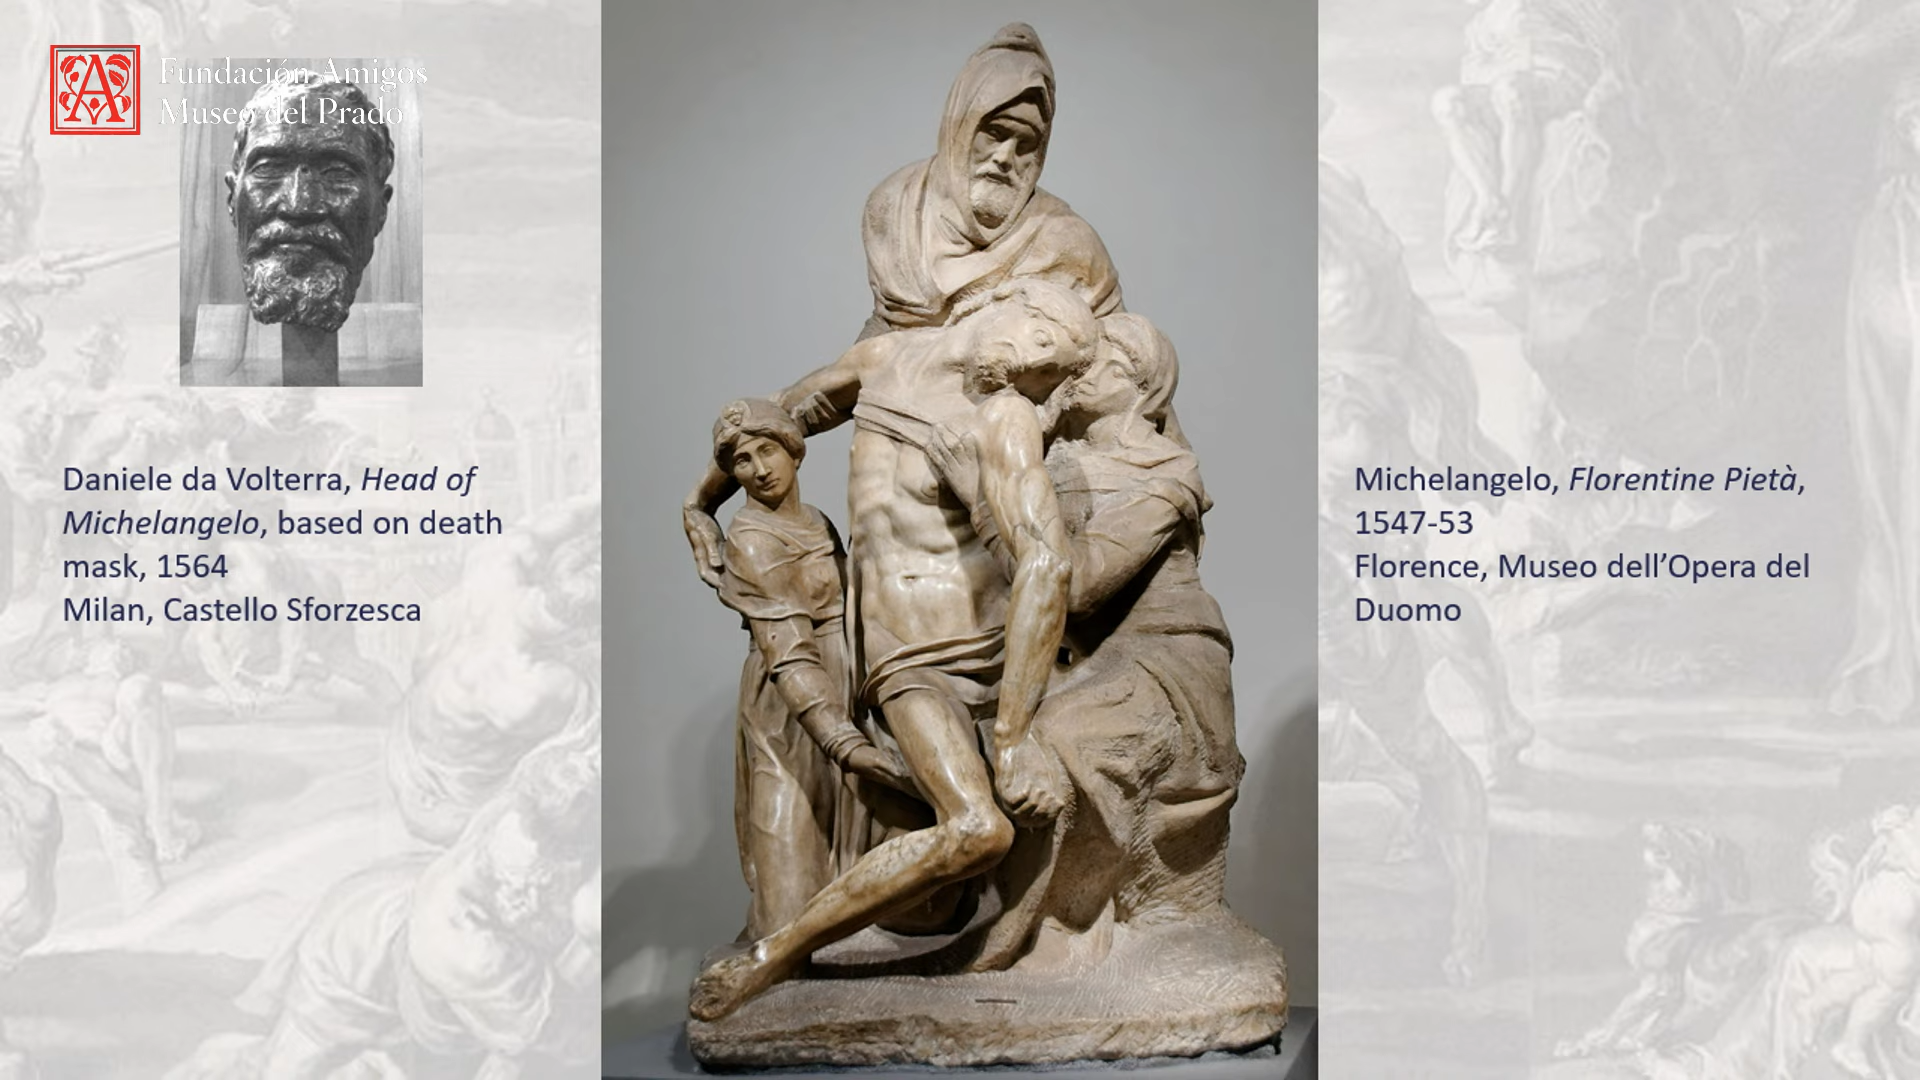 Fundación Amigos
Museo del Prado
Daniele da Volterra, Head of
Michelangelo, based on death
mask, 1564
Milan, Castello Sforzesca
Michelangelo, Florentine Pietà,
1547-53
Florence, Museo dell’Opera del
Duomo